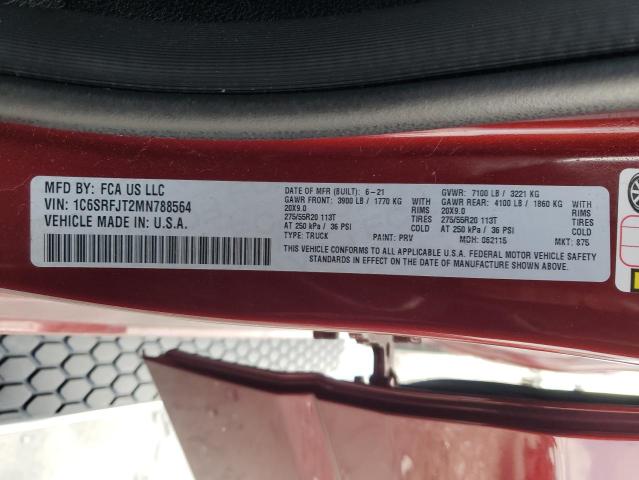 MFD BY: FCA US LLC
VIN: 1C6SRFJT2MN788564
VEHICLE MADE IN: U.S.A.
DATE OF MFR (BUILT): 6-21 GVWR: 7100 LB / 3221 KG
GAWR FRONT: 3900 LB / 1770 KG GAWR REAR: 4100 LB / 1860 KG
20X9.0 RIMS 20X9.0 RIMS
275/55R20 113T TIRES 275/55R20 113T TIRES
AT 250 kPa / 36 PSI COLD AT 250 kPa / 36 PSI COLD
TYPE: TRUCK PAINT: PRV MDH: 062115 MKT: 875
THIS VEHICLE CONFORMS TO ALL APPLICABLE U.S.A. FEDERAL MOTOR VEHICLE SAFETY
STANDARDS IN EFFECT ON THE DATE OF MANUFACTURE SHOWN ABOVE.